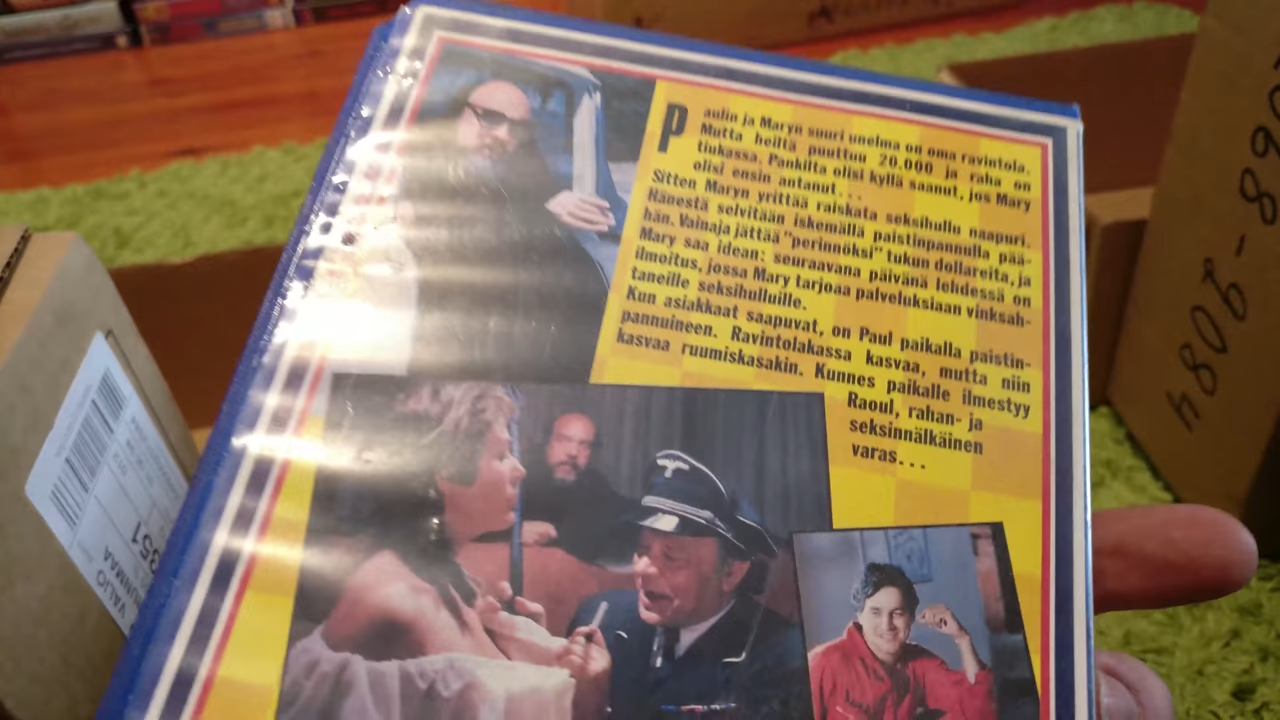 Paulin ja Maryn suuri unelma on oma ravintola.
Mutta heiltä puuttuu 20.000 ja raha on
tiukassa. Pankilta olisi kyllä saanut, jos Mary
olisi ensin antanut...
Sitten Maryn yrittää raiskata seksihullu naapuri.
Hänestä selvitään iskemällä paistinpannulla pää-
hän. Vainaja jättää "perinnöksi" tukun dollareita, ja
Mary saa idean: seuraavana päivänä lehdessä on
ilmoitus, jossa Mary tarjoaa palveluksiaan vinksah-
taneille seksihulluille.
Kun asiakkaat saapuvat, on Paul paikalla paistin-
pannuineen. Ravintolakassa kasvaa, mutta niin
kasvaa ruumiskasakin. Kunnes paikalle ilmestyy
Raoul, rahan- ja
seksinnälkäinen
varas...
VALIO
351